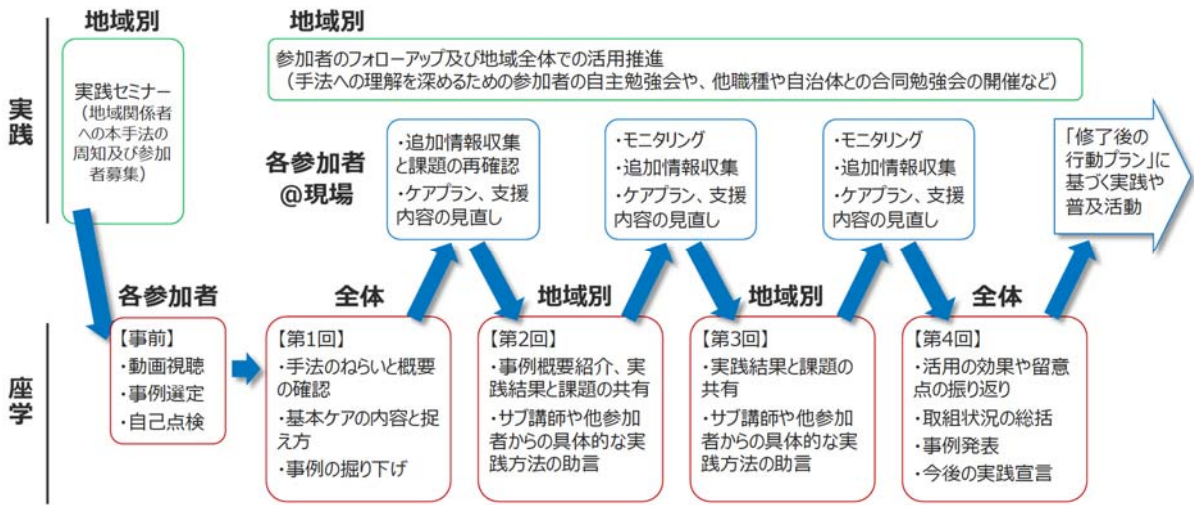 実践
地域別
実践セミナー
（地域関係者
への本手法の
周知及び参加
者募集）
地域別
参加者のフォローアップ及び地域全体での活用推進
（手法への理解を深めるための参加者の自主勉強会や、他職種や自治体との合同勉強会の開催など）
各参加者
@現場
・追加情報収集
と課題の再確認
・ケアプラン、支援
内容の見直し
・モニタリング
・追加情報収集
・ケアプラン、支援
内容の見直し
・モニタリング
・追加情報収集
・ケアプラン、支援
内容の見直し
「修了後の
行動プラン」に
基づく実践や
普及活動
座学
各参加者
【事前】
・動画視聴
・事例選定
・自己点検
全体
【第1回】
・手法のねらいと概要
の確認
・基本ケアの内容と捉
え方
・事例の掘り下げ
地域別
【第2回】
・事例概要紹介、実
践結果と課題の共有
・サブ講師や他参加
者からの具体的な実
践方法の助言
地域別
【第3回】
・実践結果と課題の
共有
・サブ講師や他参加
者からの具体的な実
践方法の助言
全体
【第4回】
・活用の効果や留意
点の振り返り
・取組状況の総括
・事例発表
・今後の実践宣言